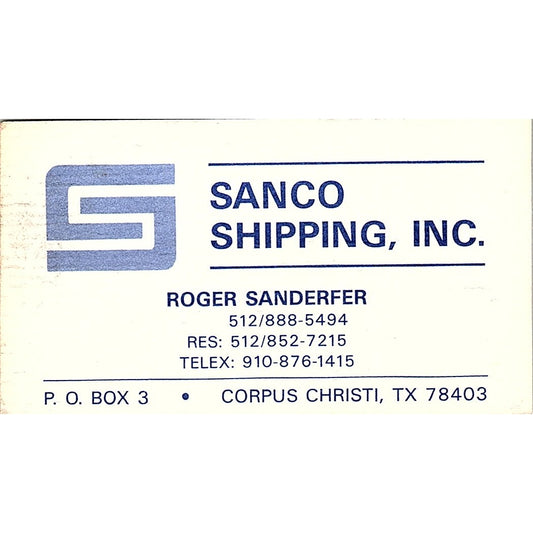 SANCO
SHIPPING, INC.
ROGER SANDERFER
512/888-5494
RES: 512/852-7215
TELEX: 910-876-1415
P. O. BOX 3 • CORPUS CHRISTI, TX 78403